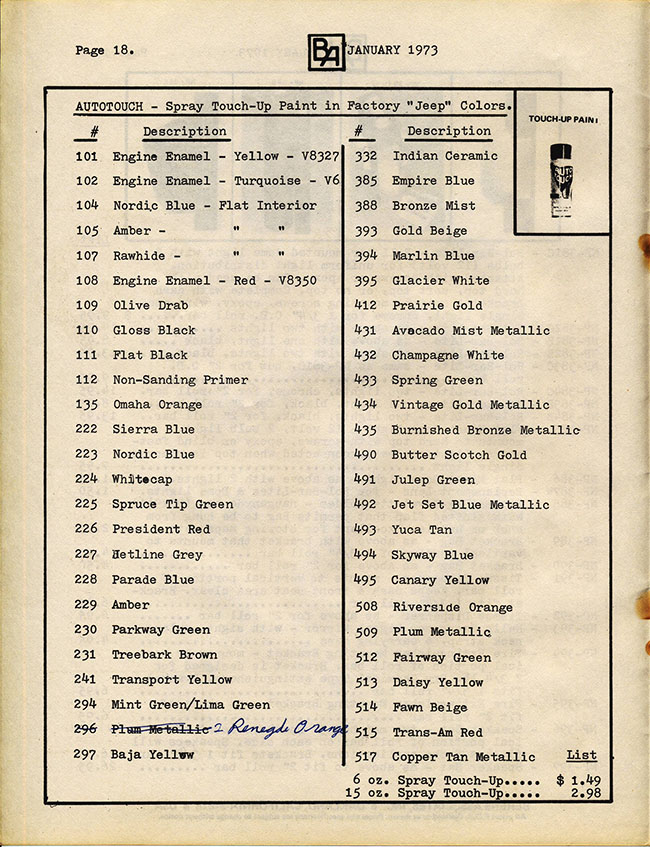 Page 18.
BA
JANUARY 1973
AUTOTOUCH - Spray Touch-Up Paint in Factory "Jeep" Colors.
TOUCH-UP PAINT
# Description
101 Engine Enamel - Yellow - V8327
102 Engine Enamel - Turquoise - V6
104 Nordic Blue - Flat Interior
105 Amber - " "
107 Rawhide - " "
108 Engine Enamel - Red - V8350
109 Olive Drab
110 Gloss Black
111 Flat Black
112 Non-Sanding Primer
135 Omaha Orange
222 Sierra Blue
223 Nordic Blue
224 Whitecap
225 Spruce Tip Green
226 President Red
227 Jetline Grey
228 Parade Blue
229 Amber
230 Parkway Green
231 Treebark Brown
241 Transport Yellow
294 Mint Green/Lima Green
296 Plum Metallic 2 Renegde Orange
297 Baja Yellow
# Description
332 Indian Ceramic
385 Empire Blue
388 Bronze Mist
393 Gold Beige
394 Marlin Blue
395 Glacier White
412 Prairie Gold
431 Avocado Mist Metallic
432 Champagne White
433 Spring Green
434 Vintage Gold Metallic
435 Burnished Bronze Metallic
490 Butter Scotch Gold
491 Julep Green
492 Jet Set Blue Metallic
493 Yuca Tan
494 Skyway Blue
495 Canary Yellow
508 Riverside Orange
509 Plum Metallic
512 Fairway Green
513 Daisy Yellow
514 Fawn Beige
515 Trans-Am Red
517 Copper Tan Metallic List
6 oz. Spray Touch-Up..... $ 1.49
15 oz. Spray Touch-Up..... 2.98